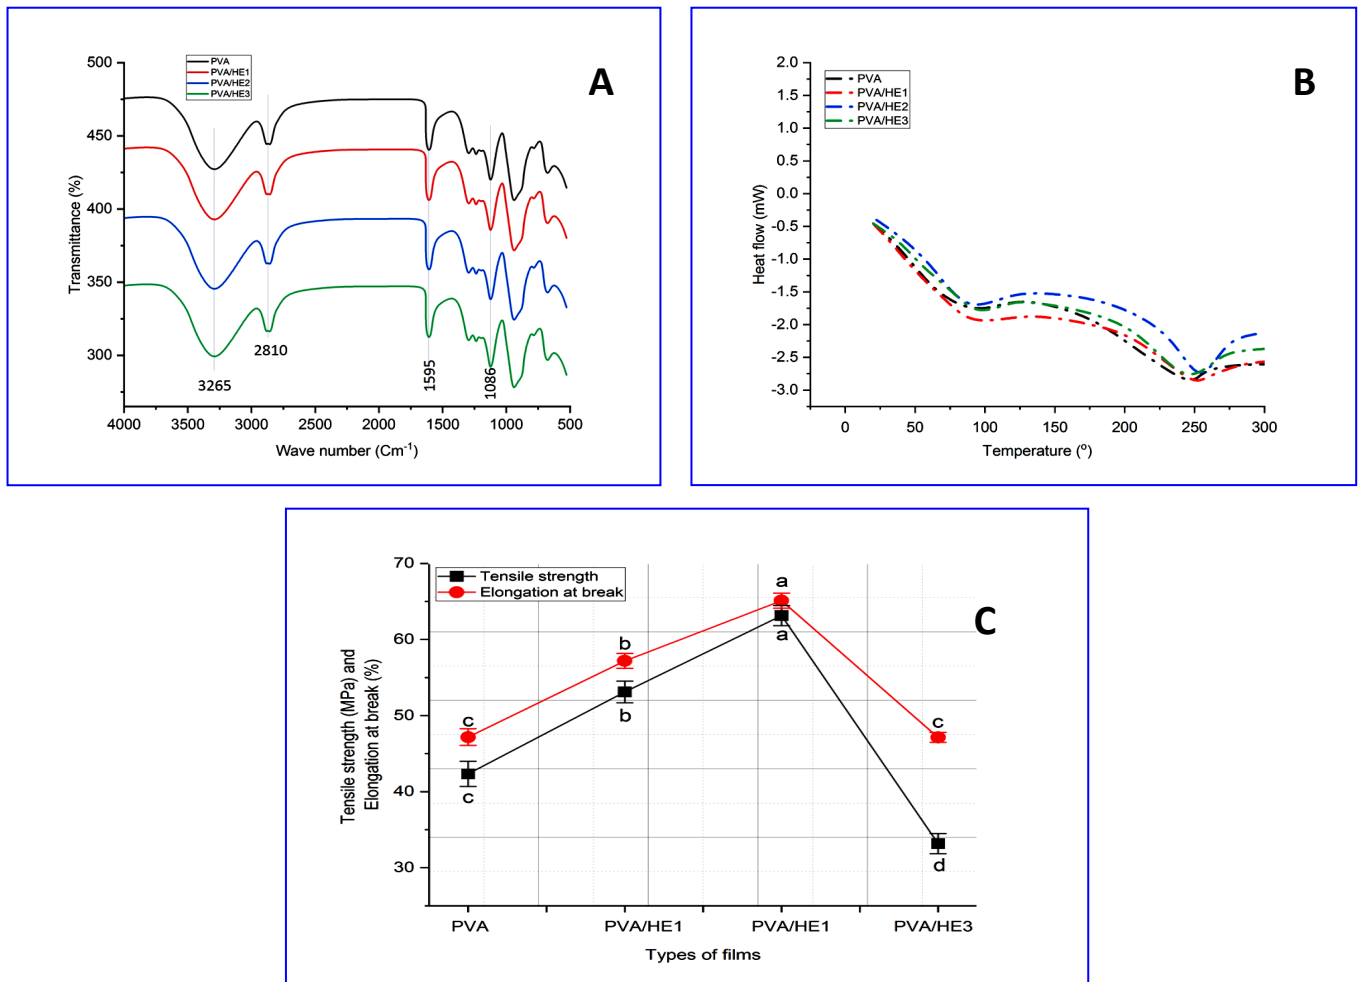 A
PVA
PVA/HE1
PVA/HE2
PVA/HE3
500
450
400
350
300
Transmittance (%)
3265
2810
1595
1086
4000 3500 3000 2500 2000 1500 1000 500
Wave number (Cm⁻¹)
B
PVA
PVA/HE1
PVA/HE2
PVA/HE3
2.0
1.5
1.0
0.5
0.0
-0.5
-1.0
-1.5
-2.0
-2.5
-3.0
Heat flow (mW)
0 50 100 150 200 250 300
Temperature (°)
C
Tensile strength
Elongation at break
70
60
50
40
30
Tensile strength (MPa) and
Elongation at break (%)
a
a
b
b
c
c
c
d
PVA PVA/HE1 PVA/HE1 PVA/HE3
Types of films